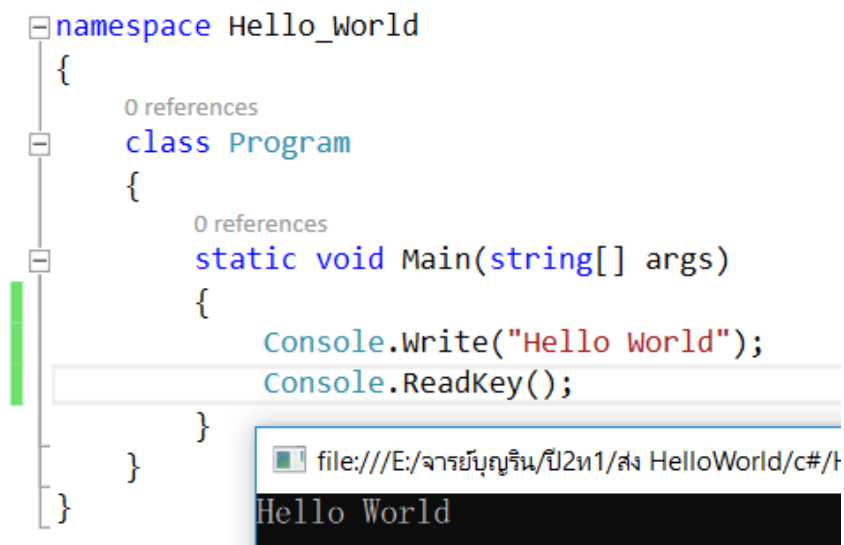 namespace Hello_World
{
0 references
class Program
{
0 references
static void Main(string[] args)
{
Console.Write("Hello World");
Console.ReadKey();
}
}
}
file:///E:/จารย์บุญริน/ปี2ท1/ส่ง HelloWorld/c#/H
Hello World